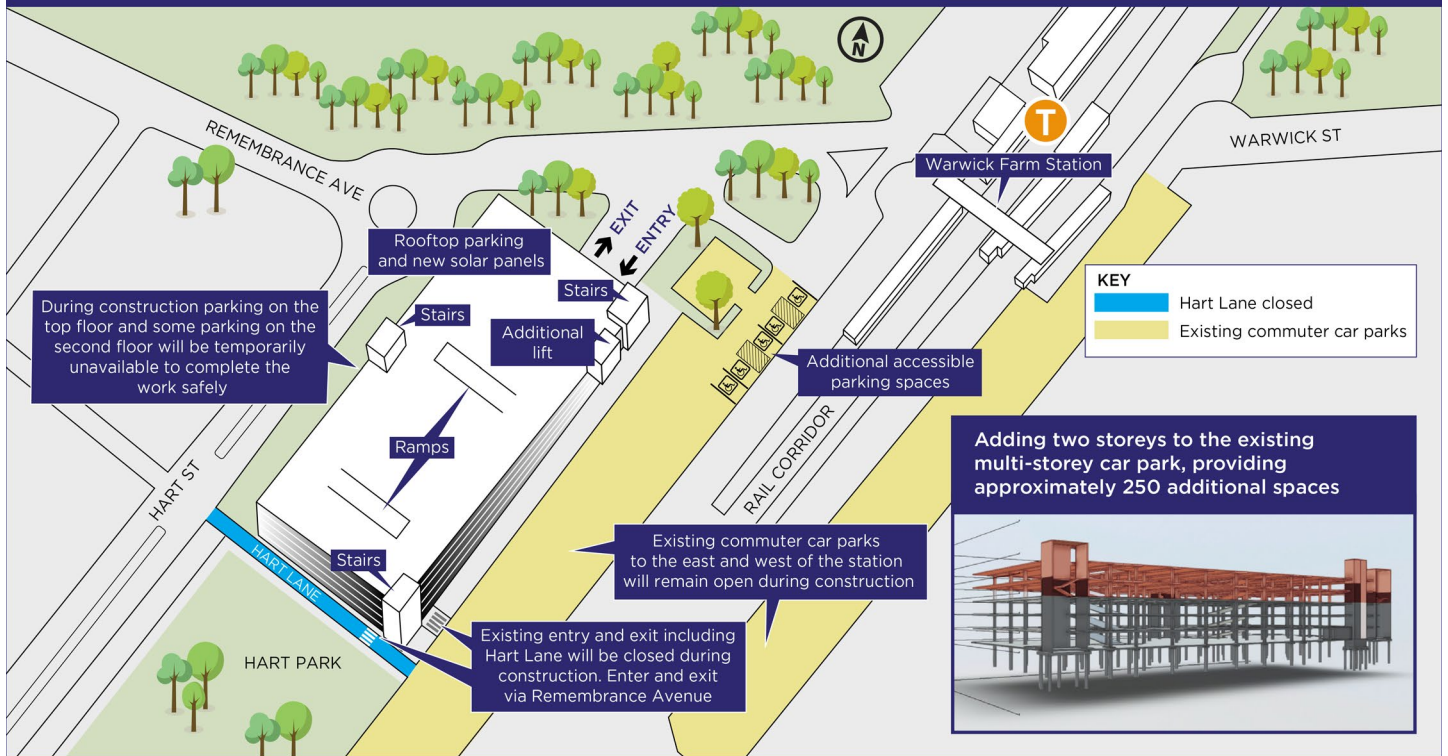 N
REMEMBRANCE AVE
WARWICK ST
T
Warwick Farm Station
EXIT
ENTRY
Rooftop parking
and new solar panels
Stairs
Stairs
Additional
lift
During construction parking on the
top floor and some parking on the
second floor will be temporarily
unavailable to complete the
work safely
KEY
Hart Lane closed
Existing commuter car parks
Additional accessible
parking spaces
Ramps
RAIL CORRIDOR
HART ST
Adding two storeys to the existing
multi-storey car park, providing
approximately 250 additional spaces
Existing commuter car parks
to the east and west of the station
will remain open during construction
Stairs
HART LANE
Existing entry and exit including
Hart Lane will be closed during
construction. Enter and exit
via Remembrance Avenue
HART PARK